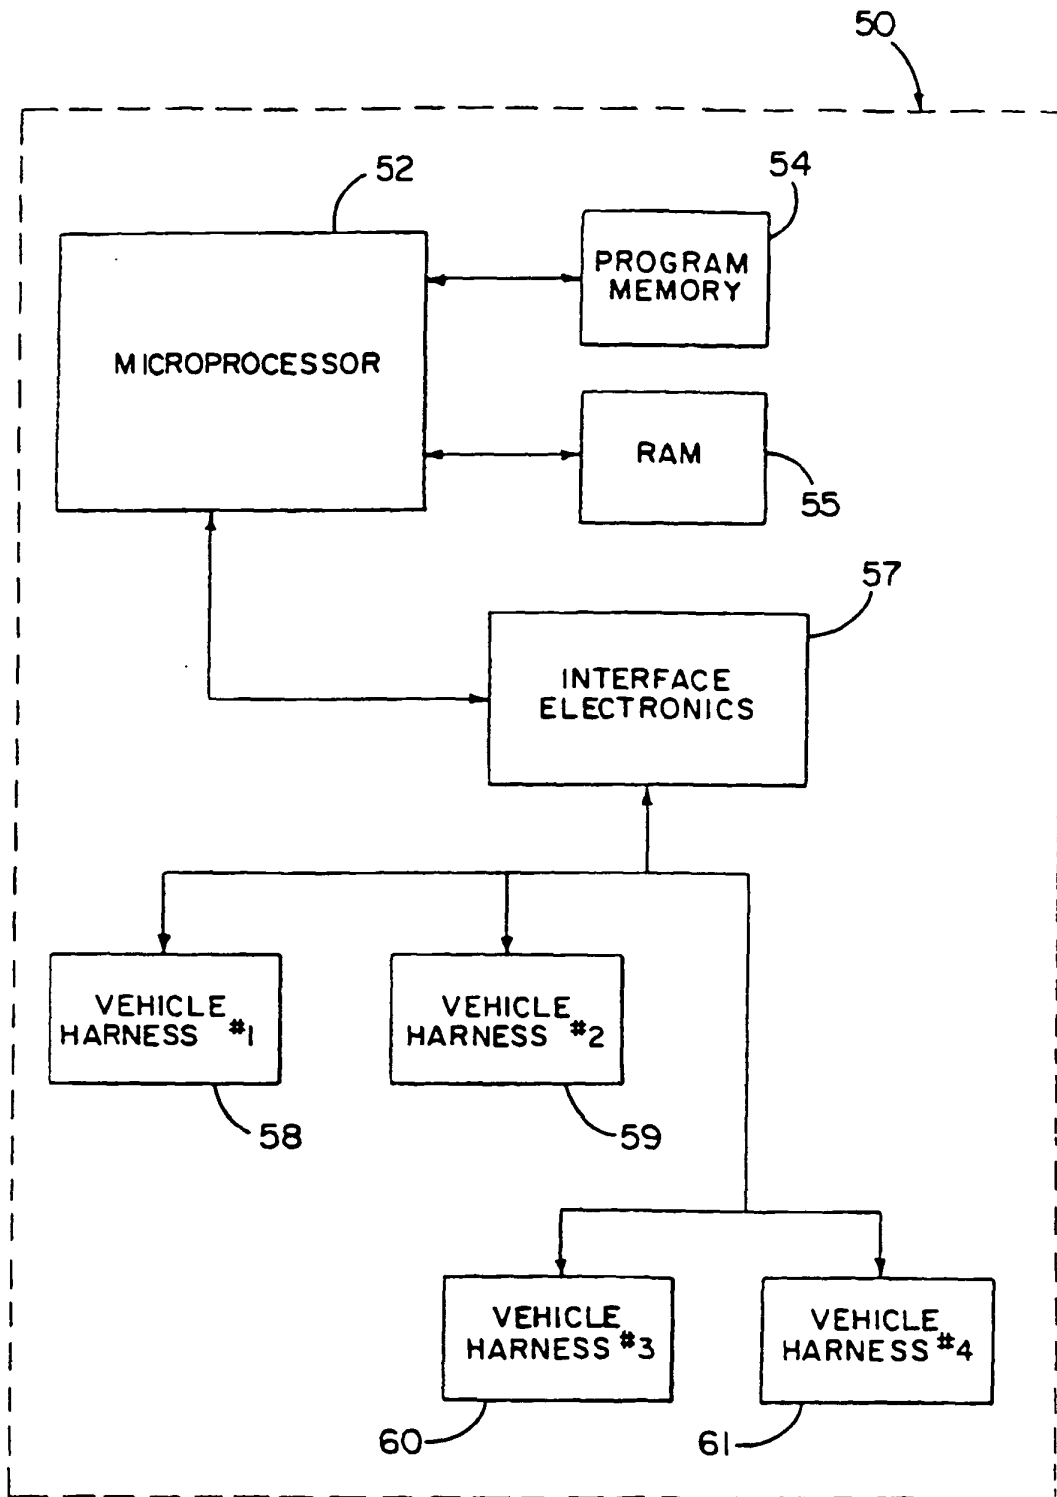 50
52
54
PROGRAM
MEMORY
MICROPROCESSOR
RAM
55
57
INTERFACE
ELECTRONICS
VEHICLE
HARNESS #1
VEHICLE
HARNESS #2
58
59
VEHICLE
HARNESS #3
VEHICLE
HARNESS #4
60
61